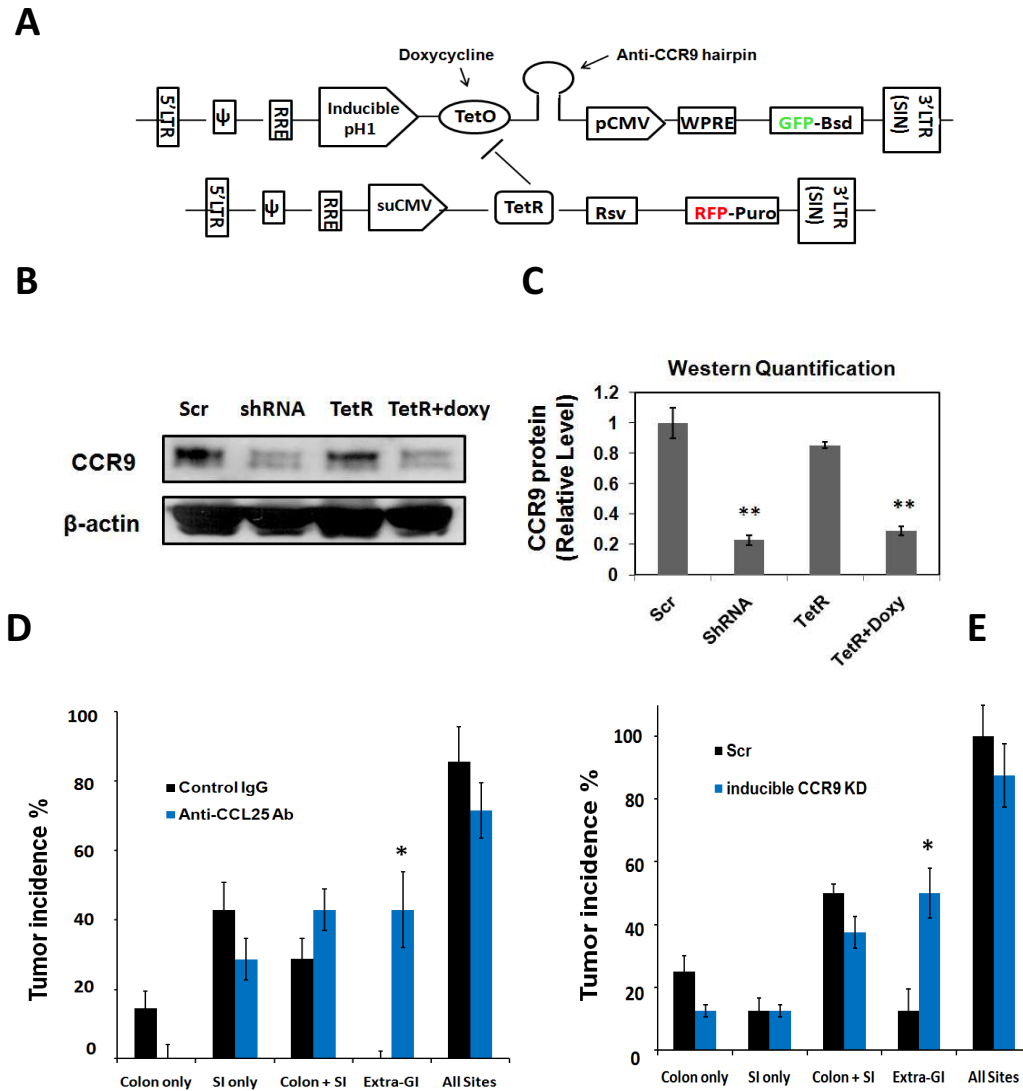 A
Doxycycline
Anti-CCR9 hairpin
5'LTR
Ψ
RRE
Inducible
pH1
TetO
pCMV
WPRE
GFP-Bsd
3'LTR
(SIN)
5'LTR
Ψ
RRE
suCMV
TetR
Rsv
RFP-Puro
3'LTR
(SIN)
B
Scr shRNA TetR TetR+doxy
CCR9
β-actin
C
Western Quantification
CCR9 protein
(Relative Level)
1.2
1
0.8
0.6
0.4
0.2
0
**
**
Scr
ShRNA
TetR
TetR+Doxy
D
Tumor incidence %
100
80
60
40
20
0
Control IgG
Anti-CCL25 Ab
*
Colon only
SI only
Colon + SI
Extra-GI
All Sites
E
Tumor incidence %
100
80
60
40
20
0
Scr
inducible CCR9 KD
*
Colon only
SI only
Colon + SI
Extra-GI
All Sites